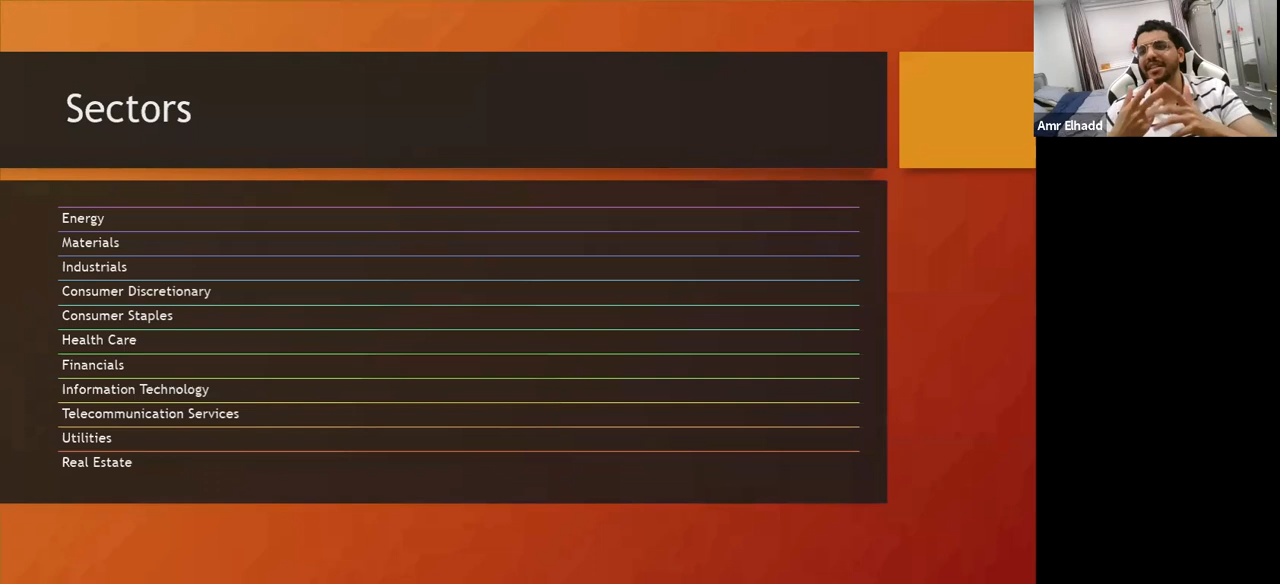 Sectors
Amr Elhadd
Energy
Materials
Industrials
Consumer Discretionary
Consumer Staples
Health Care
Financials
Information Technology
Telecommunication Services
Utilities
Real Estate